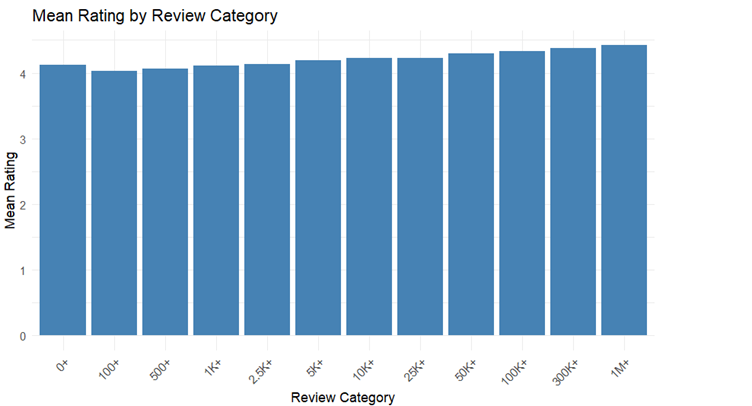 Mean Rating by Review Category
Mean Rating
4
3
2
1
0
0+
100+
500+
1K+
2.5K+
5K+
10K+
25K+
50K+
100K+
300K+
1M+
Review Category